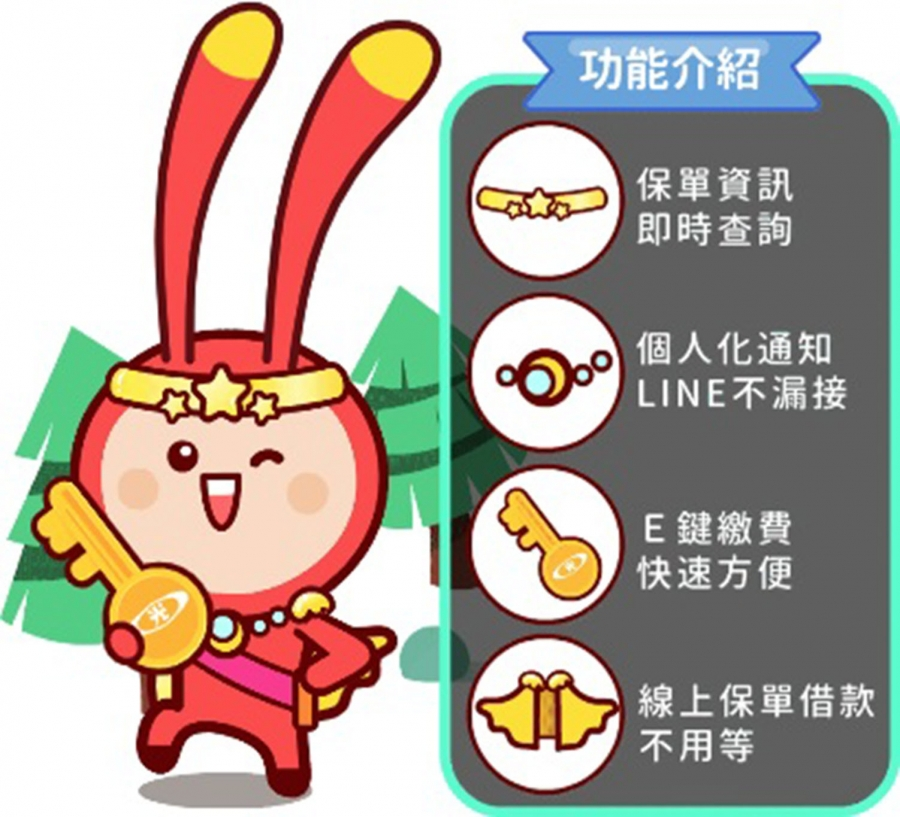 功能介紹
保單資訊
即時查詢
個人化通知
LINE不漏接
E鍵繳費
快速方便
線上保單借款
不用等
光
光